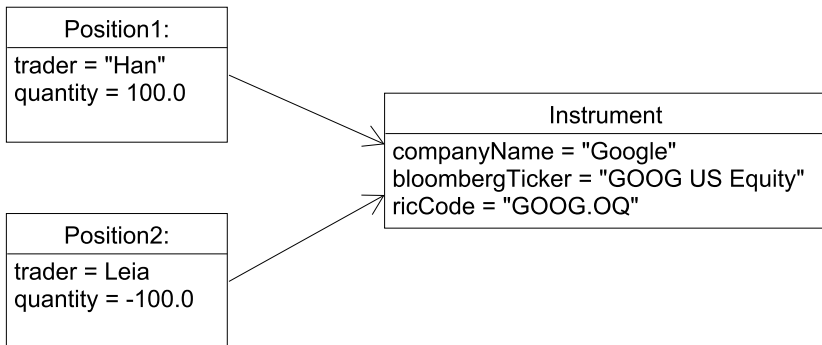 Position1:
trader = "Han"
quantity = 100.0
Instrument
companyName = "Google"
bloombergTicker = "GOOG US Equity"
ricCode = "GOOG.OQ"
Position2:
trader = Leia
quantity = -100.0